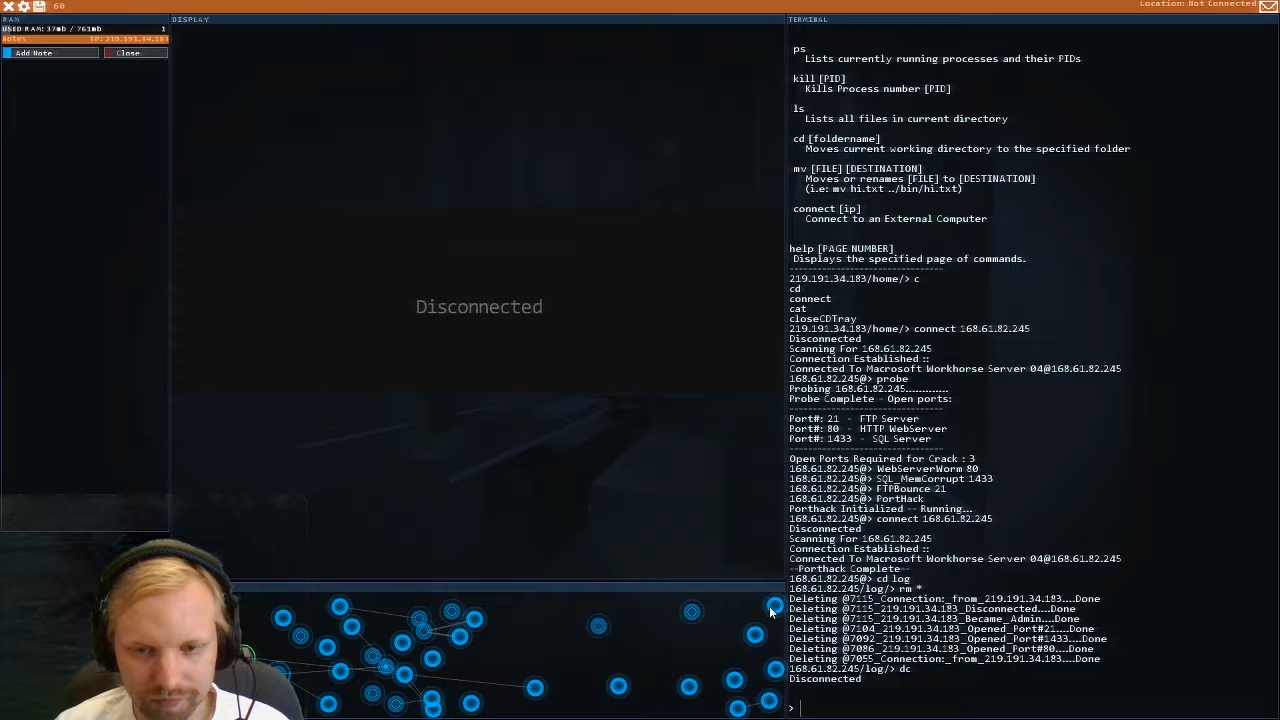 60
Location: Not Connected
RAM
DISPLAY
TERMINAL
USED RAM: 37mb / 761mb
1
Notes
IP: 219.191.34.183
Add Note
Close
Disconnected
ps
Lists currently running processes and their PIDs
kill [PID]
Kills Process number [PID]
ls
Lists all files in current directory
cd [foldername]
Moves current working directory to the specified folder
mv [FILE] [DESTINATION]
Moves or renames [FILE] to [DESTINATION]
(i.e: mv hi.txt ../bin/hi.txt)
connect [ip]
Connect to an External Computer
help [PAGE NUMBER]
Displays the specified page of commands.
--------------------------------
219.191.34.183/home/> c
cd
connect
cat
closeCDTray
219.191.34.183/home/> connect 168.61.82.245
Disconnected
Scanning For 168.61.82.245
Connection Established ::
Connected To Macrosoft Workhorse Server 04@168.61.82.245
168.61.82.245@> probe
Probing 168.61.82.245.............
Probe Complete - Open ports:
--------------------------------
Port#: 21 - FTP Server
Port#: 80 - HTTP WebServer
Port#: 1433 - SQL Server
--------------------------------
Open Ports Required for Crack : 3
168.61.82.245@> WebServerWorm 80
168.61.82.245@> SQL_MemCorrupt 1433
168.61.82.245@> FTPBounce 21
168.61.82.245@> PortHack
Porthack Initialized -- Running...
168.61.82.245@> connect 168.61.82.245
Disconnected
Scanning For 168.61.82.245
Connection Established ::
Connected To Macrosoft Workhorse Server 04@168.61.82.245
--Porthack Complete--
168.61.82.245@> cd log
168.61.82.245/log/> rm *
Deleting @7115_Connection:_from_219.191.34.183....Done
Deleting @7115_219.191.34.183_Disconnected....Done
Deleting @7115_219.191.34.183_Became_Admin....Done
Deleting @7104_219.191.34.183_Opened_Port#21....Done
Deleting @7092_219.191.34.183_Opened_Port#1433....Done
Deleting @7086_219.191.34.183_Opened_Port#80....Done
Deleting @7055_Connection:_from_219.191.34.183....Done
168.61.82.245/log/> dc
Disconnected
>